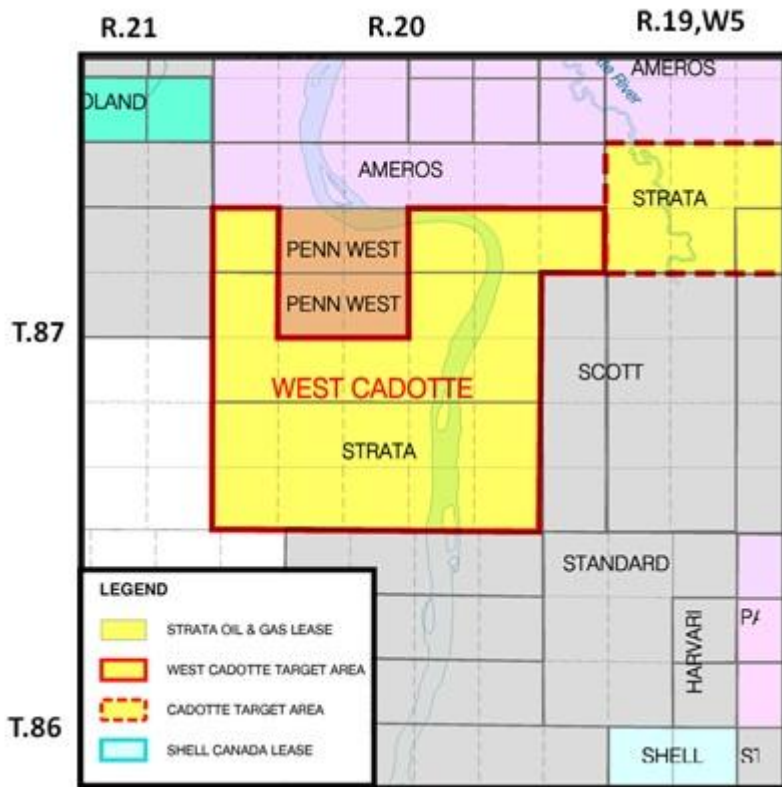 R.21 R.20 R.19,W5
AMEROS
AMEROS
STRATA
PENN WEST
PENN WEST
T.87
SCOTT
WEST CADOTTE
STRATA
STANDARD
HARVARI
LEGEND
STRATA OIL & GAS LEASE
WEST CADOTTE TARGET AREA
CADOTTE TARGET AREA
SHELL CANADA LEASE
T.86
SHELL
River